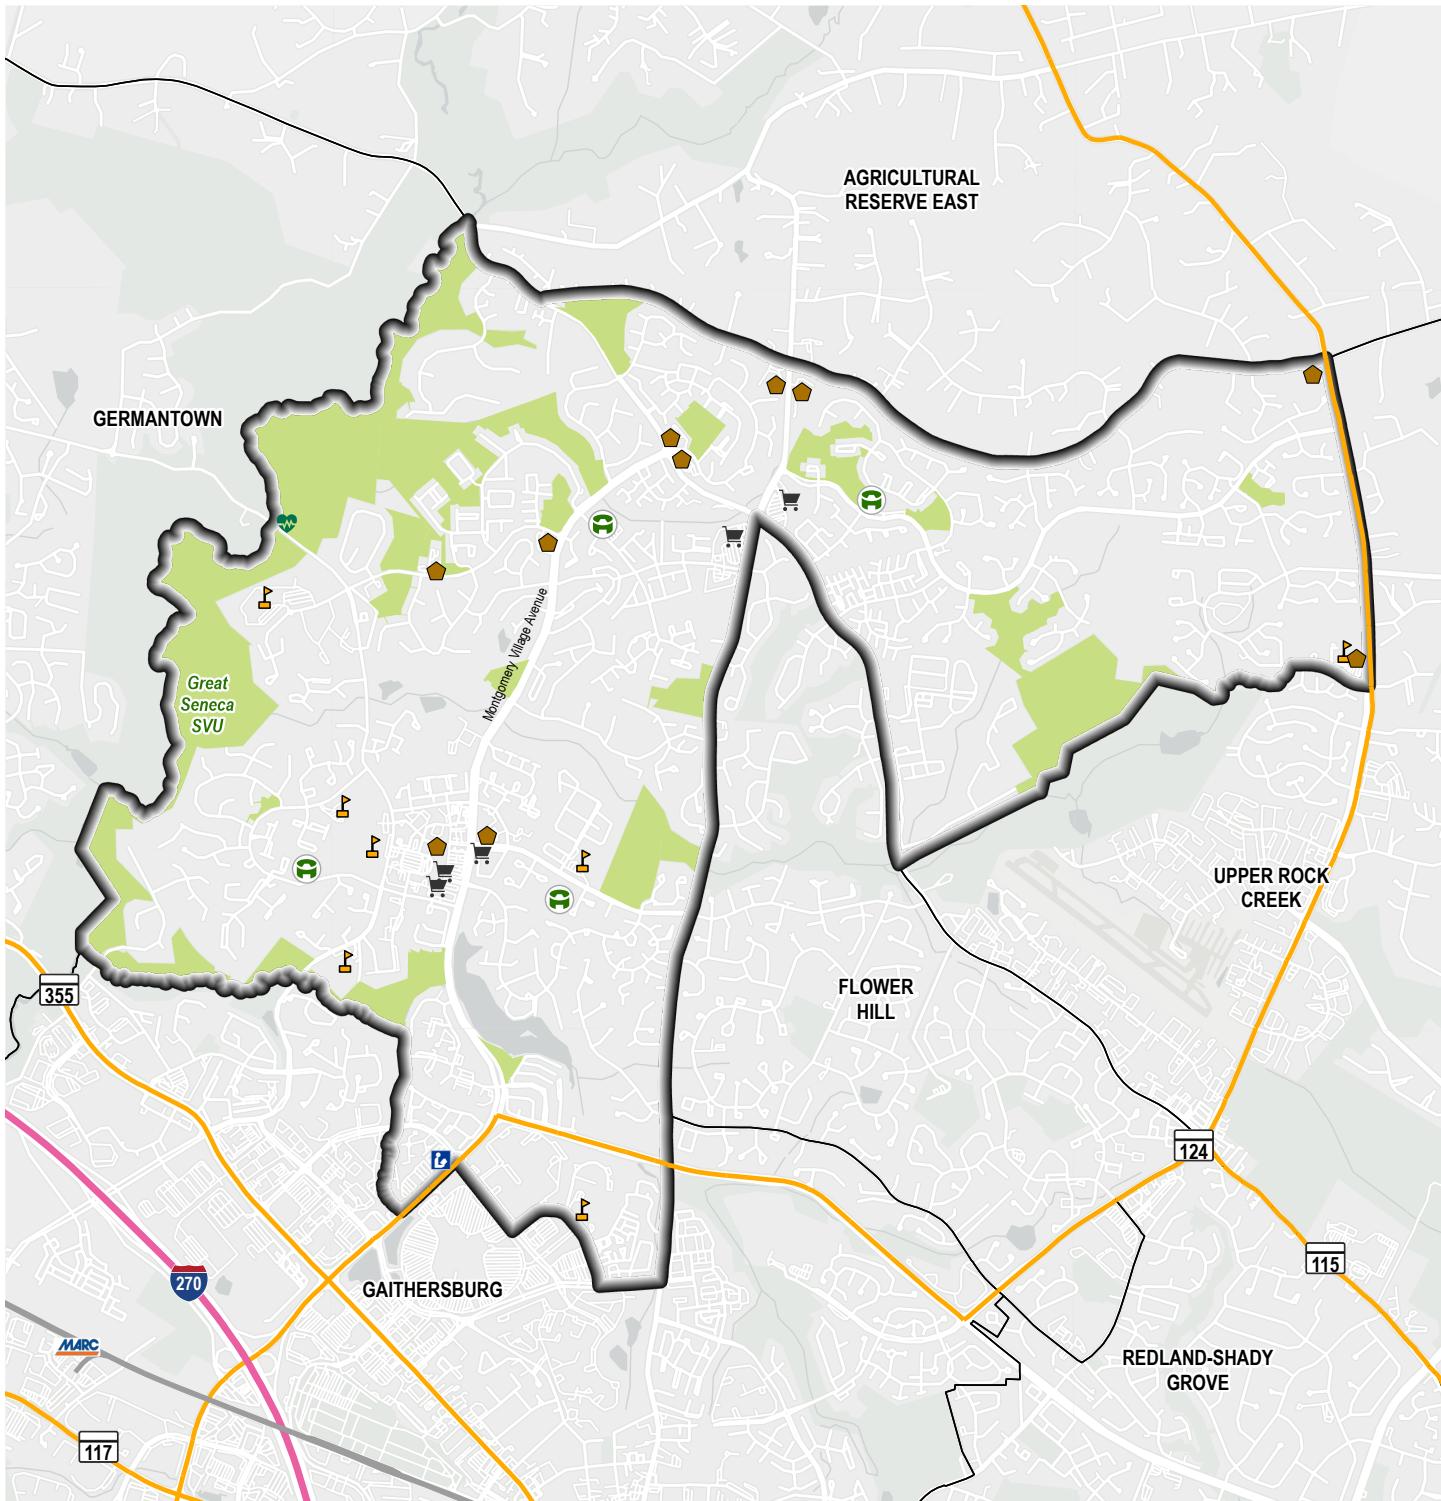 AGRICULTURAL
RESERVE EAST
GERMANTOWN
Montgomery Village Avenue
Great
Seneca
SVU
UPPER ROCK
CREEK
355
FLOWER
HILL
124
115
270
GAITHERSBURG
MARC
REDLAND-SHADY
GROVE
117